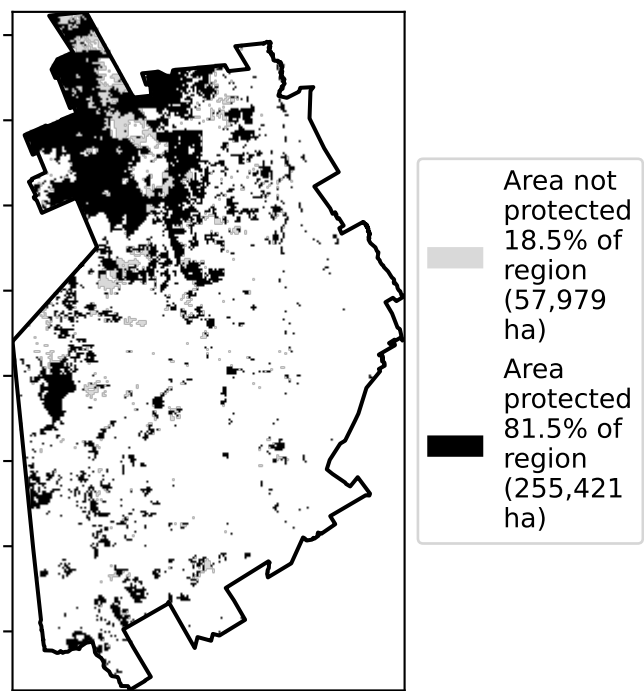 Area not
protected
18.5% of
region
(57,979
ha)
Area
protected
81.5% of
region
(255,421
ha)